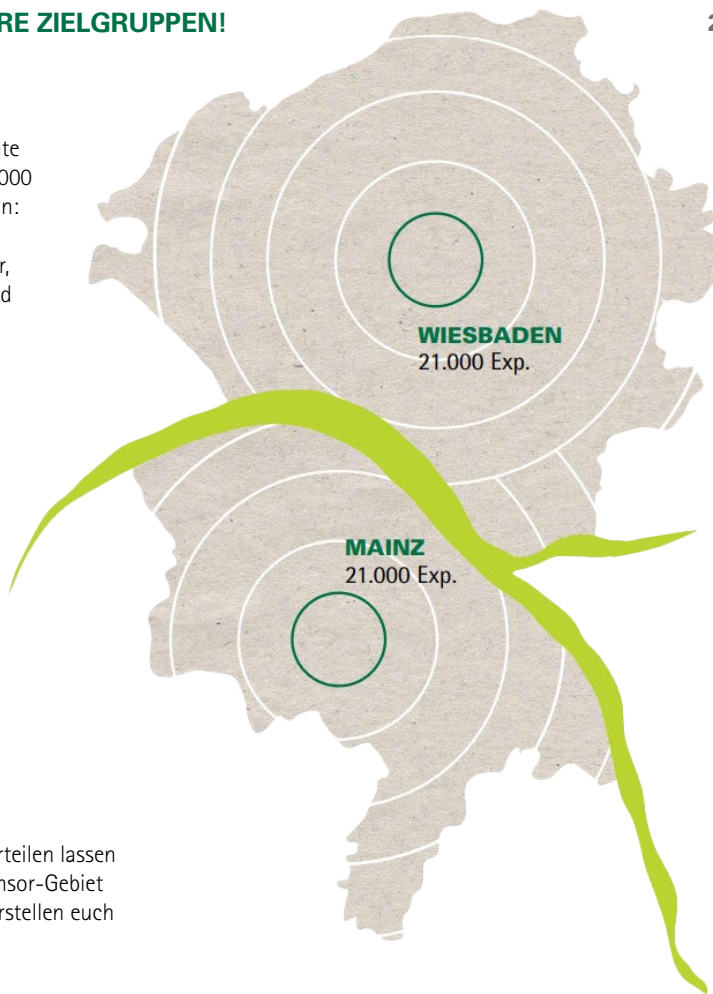 RE ZIELGRUPPEN!
2
te
000
n:
r,
d
WIESBADEN
21.000 Exp.
MAINZ
21.000 Exp.
rteilen lassen
nsor-Gebiet
rstellen euch